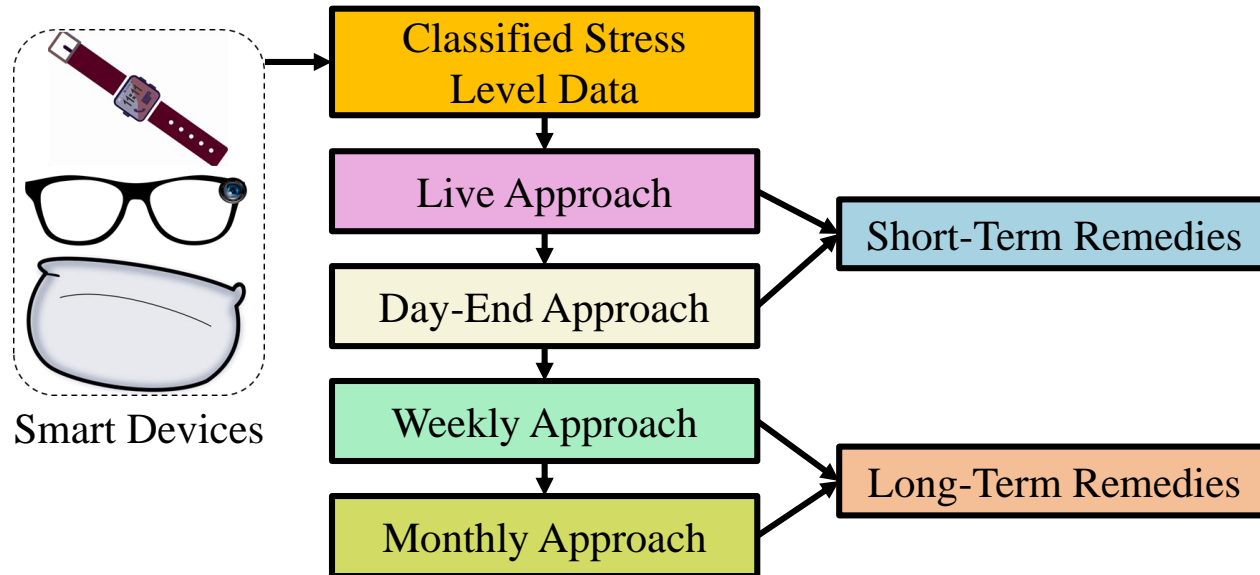 Classified Stress
Level Data
Live Approach
Short-Term Remedies
Day-End Approach
Smart Devices
Weekly Approach
Long-Term Remedies
Monthly Approach